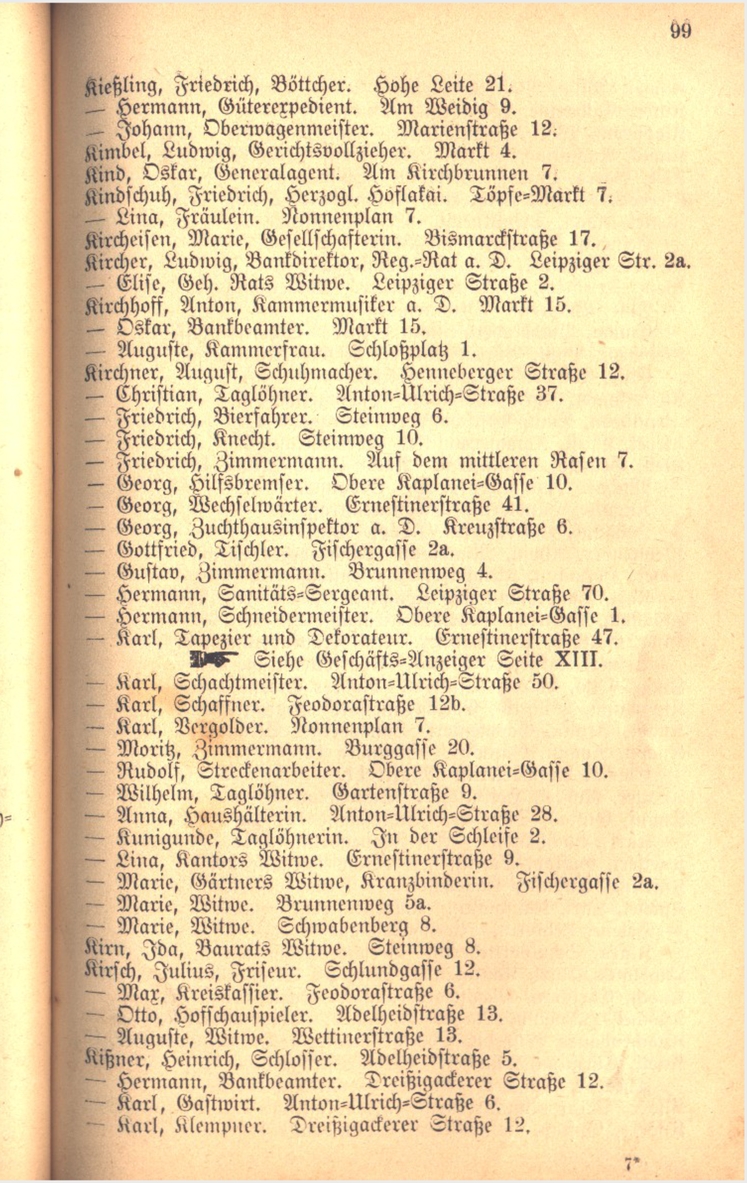 99
Kießling, Friedrich, Böttcher. Hohe Leite 21.
— Hermann, Güterexpedient. Am Weidig 9.
— Johann, Oberwagenmeister. Marienstraße 12.
Kimbel, Ludwig, Gerichtsvollzieher. Markt 4.
Kind, Oskar, Generalagent. Am Kirchbrunnen 7.
Kindschuh, Friedrich, Herzogl. Hoflakai. Töpfe-Markt 7.
— Lina, Fräulein. Nonnenplan 7.
Kircheisen, Marie, Gesellschafterin. Bismarckstraße 17.
Kircher, Ludwig, Bankdirektor, Reg.-Rat a. D. Leipziger Str. 2a.
— Elise, Geh. Rats Witwe. Leipziger Straße 2.
Kirchhoff, Anton, Kammermusiker a. D. Markt 15.
— Oskar, Bankbeamter. Markt 15.
— Auguste, Kammerfrau. Schloßplatz 1.
Kirchner, August, Schuhmacher. Henneberger Straße 12.
— Christian, Taglöhner. Anton-Ulrich-Straße 37.
— Friedrich, Bierfahrer. Steinweg 6.
— Friedrich, Knecht. Steinweg 10.
— Friedrich, Zimmermann. Auf dem mittleren Rasen 7.
— Georg, Hilfsbremser. Obere Kaplanei-Gasse 10.
— Georg, Wechselwärter. Ernestinerstraße 41.
— Georg, Zuchthausinspektor a. D. Kreuzstraße 6.
— Gottfried, Tischler. Fischergasse 2a.
— Gustav, Zimmermann. Brunnenweg 4.
— Hermann, Sanitäts-Sergeant. Leipziger Straße 70.
— Hermann, Schneidermeister. Obere Kaplanei-Gasse 1.
— Karl, Tapezier und Dekorateur. Ernestinerstraße 47.
☛ Siehe Geschäfts-Anzeiger Seite XIII.
— Karl, Schachtmeister. Anton-Ulrich-Straße 50.
— Karl, Schaffner. Feodorastraße 12b.
— Karl, Vergolder. Nonnenplan 7.
— Moritz, Zimmermann. Burggasse 20.
— Rudolf, Streckenarbeiter. Obere Kaplanei-Gasse 10.
— Wilhelm, Taglöhner. Gartenstraße 9.
— Anna, Haushälterin. Anton-Ulrich-Straße 28.
— Kunigunde, Taglöhnerin. In der Schleife 2.
— Lina, Kantors Witwe. Ernestinerstraße 9.
— Marie, Gärtners Witwe, Kranzbinderin. Fischergasse 2a.
— Marie, Witwe. Brunnenweg 5a.
— Marie, Witwe. Schwabenberg 8.
Kirn, Ida, Baurats Witwe. Steinweg 8.
Kirsch, Julius, Friseur. Schlundgasse 12.
— Max, Kreiskassier. Feodorastraße 6.
— Otto, Hofschauspieler. Adelheidstraße 13.
— Auguste, Witwe. Wettinerstraße 13.
Kißner, Heinrich, Schlosser. Adelheidstraße 5.
— Hermann, Bankbeamter. Dreißigackerer Straße 12.
— Karl, Gastwirt. Anton-Ulrich-Straße 6.
— Karl, Klempner. Dreißigackerer Straße 12.
7*